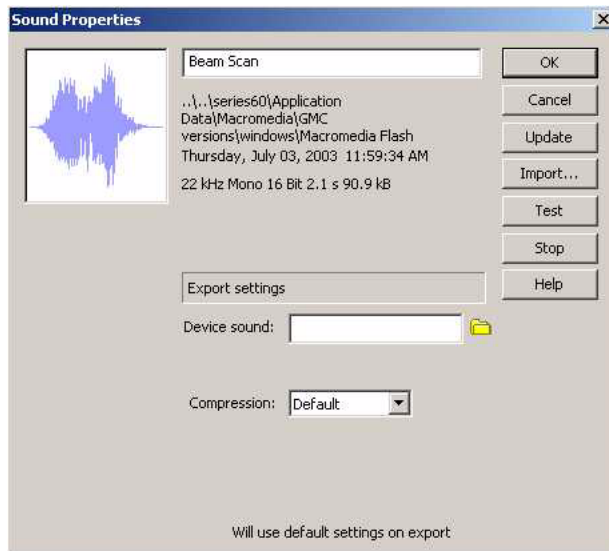 Sound Properties
Beam Scan
..\..\series60\Application
Data\Macromedia\GMC
versions\windows\Macromedia Flash
Thursday, July 03, 2003 11:59:34 AM
22 kHz Mono 16 Bit 2.1 s 90.9 kB
OK
Cancel
Update
Import...
Test
Stop
Help
Export settings
Device sound:
Compression: Default
Will use default settings on export